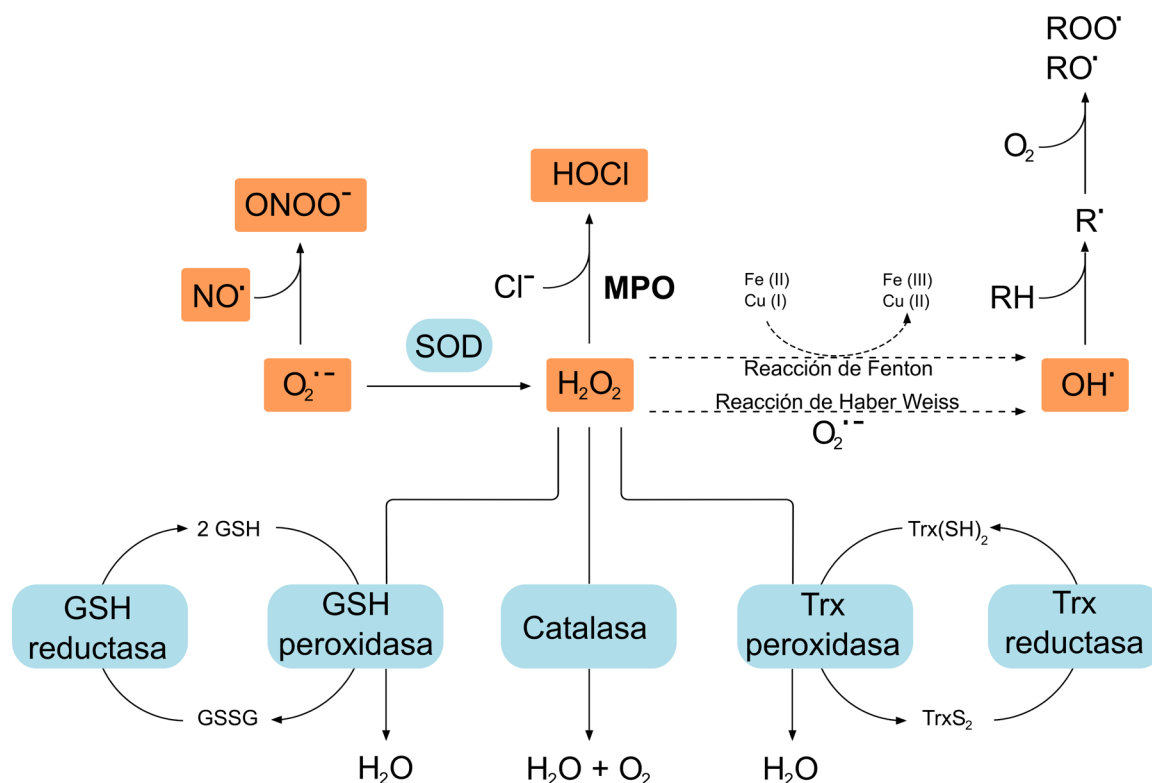 ROO˙
RO˙
O₂
HOCl
ONOO⁻
R˙
NO˙
Cl⁻
MPO
Fe (II)
Cu (I)
Fe (III)
Cu (II)
RH
SOD
O₂˙⁻
H₂O₂
Reacción de Fenton
OH˙
Reacción de Haber Weiss
O₂˙⁻
2 GSH
Trx(SH)₂
GSH
reductasa
GSH
peroxidasa
Catalasa
Trx
peroxidasa
Trx
reductasa
GSSG
TrxS₂
H₂O
H₂O + O₂
H₂O